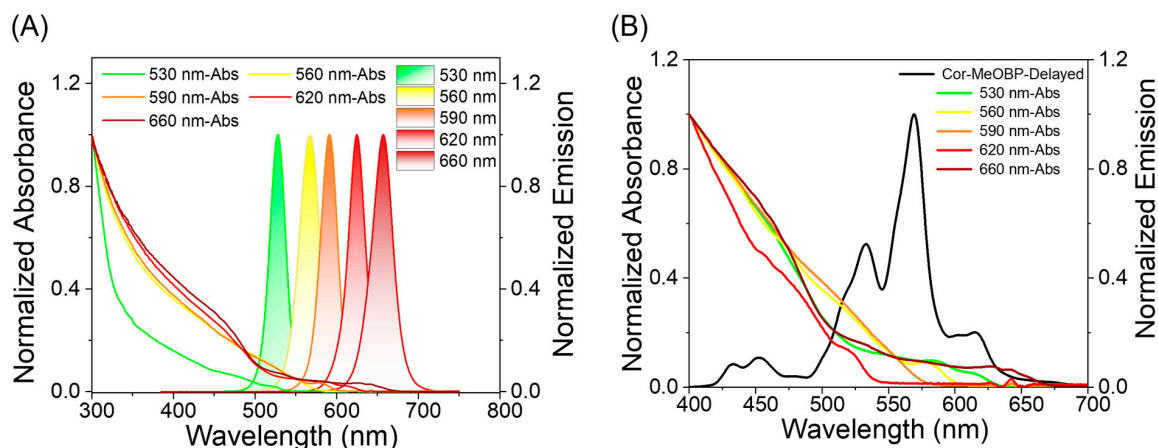 (A)
530 nm-Abs 560 nm-Abs
590 nm-Abs 620 nm-Abs
660 nm-Abs
530 nm
560 nm
590 nm
620 nm
660 nm
Normalized Absorbance
1.2
0.8
0.4
0.0
300 400 500 600 700 800
Wavelength (nm)
1.2
0.8
0.4
0.0
Normalized Emission
(B)
Cor-MeOBP-Delayed
530 nm-Abs
560 nm-Abs
590 nm-Abs
620 nm-Abs
660 nm-Abs
Normalized Absorbance
1.2
0.8
0.4
0.0
400 450 500 550 600 650 700
Wavelength (nm)
1.2
0.8
0.4
0.0
Normalized Emission